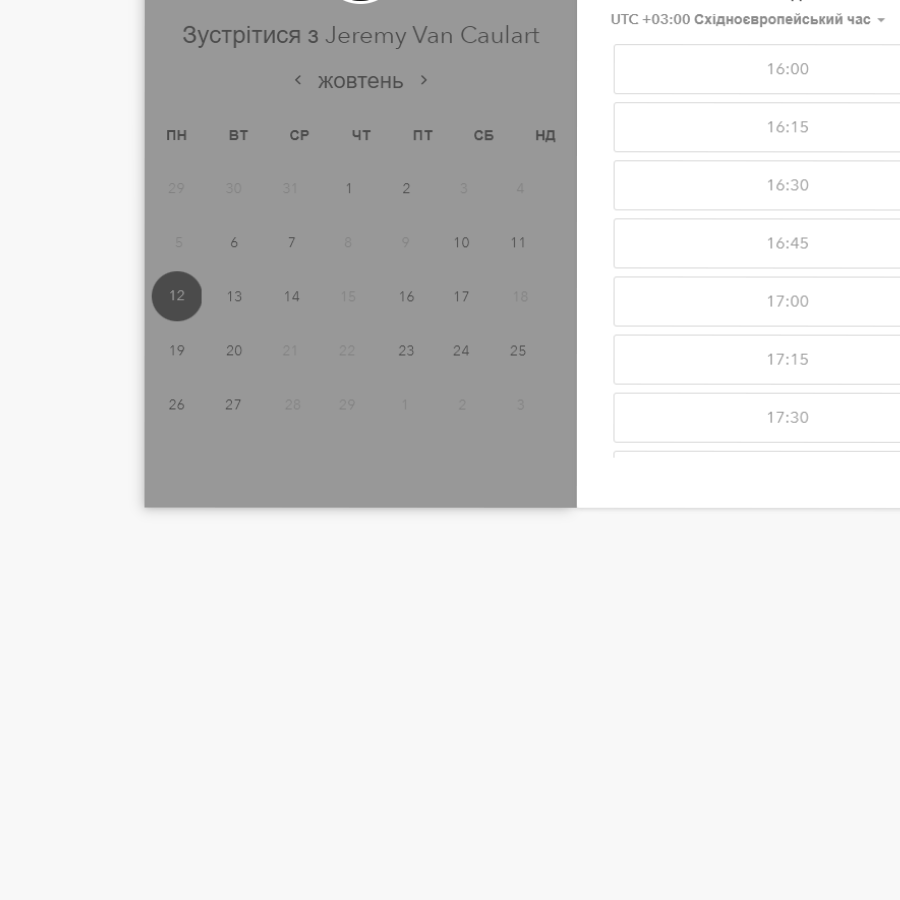 Зустрітися з Jeremy Van Caulart
жовтень
ПН ВТ СР ЧТ ПТ СБ НД
29 30 31 1 2 3 4
5 6 7 8 9 10 11
12 13 14 15 16 17 18
19 20 21 22 23 24 25
26 27 28 29 1 2 3
UTC +03:00 Східноєвропейський час
16:00
16:15
16:30
16:45
17:00
17:15
17:30